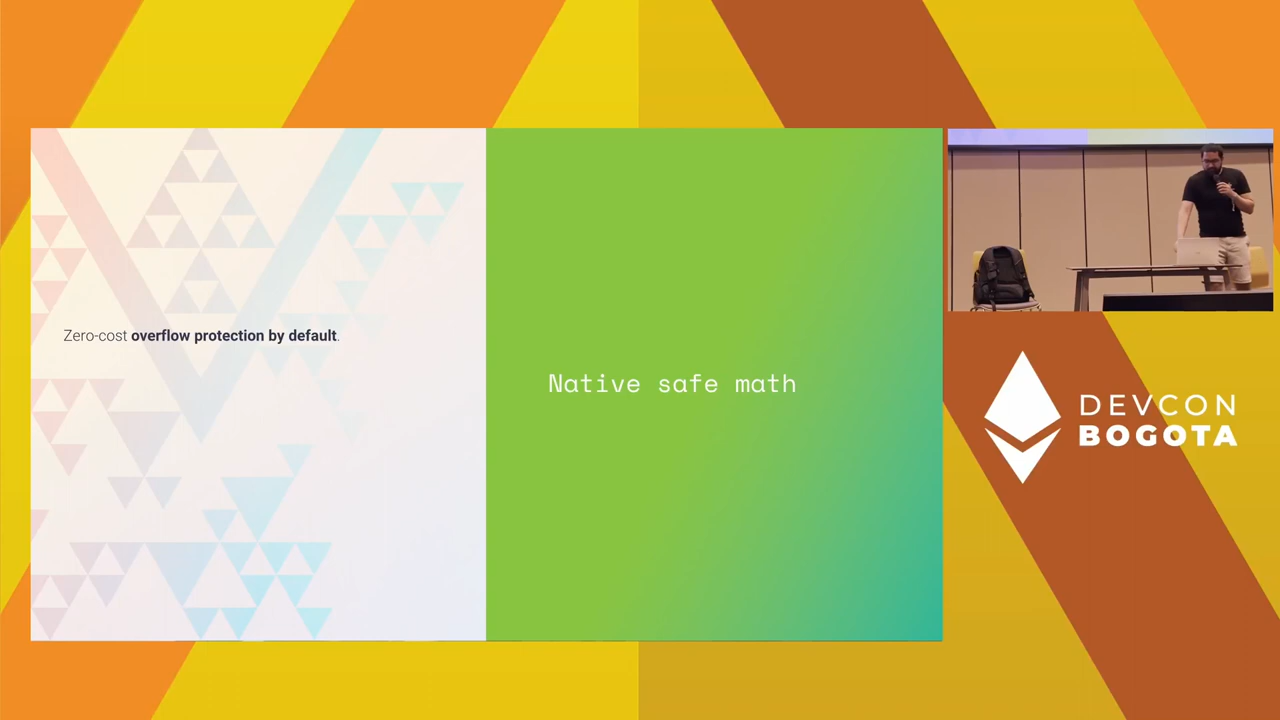 Zero-cost overflow protection by default.
Native safe math
DEVCON
BOGOTA